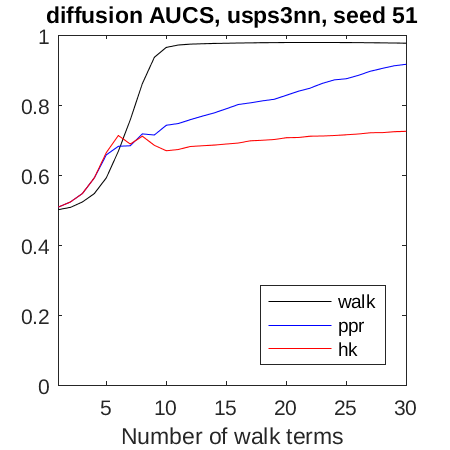 diffusion AUCS, usps3nn, seed 51
1
0.8
0.6
0.4
0.2
0
walk
ppr
hk
5 10 15 20 25 30
Number of walk terms